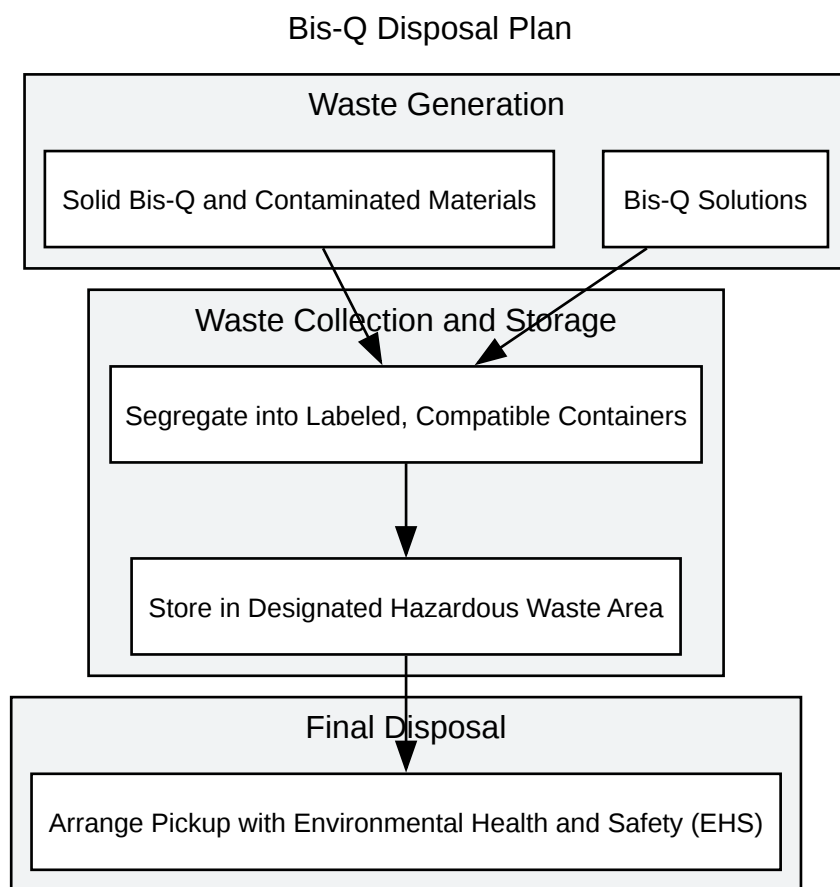 Bis-Q Disposal Plan
Waste Generation
Solid Bis-Q and Contaminated Materials
Bis-Q Solutions
Waste Collection and Storage
Segregate into Labeled, Compatible Containers
Store in Designated Hazardous Waste Area
Final Disposal
Arrange Pickup with Environmental Health and Safety (EHS)